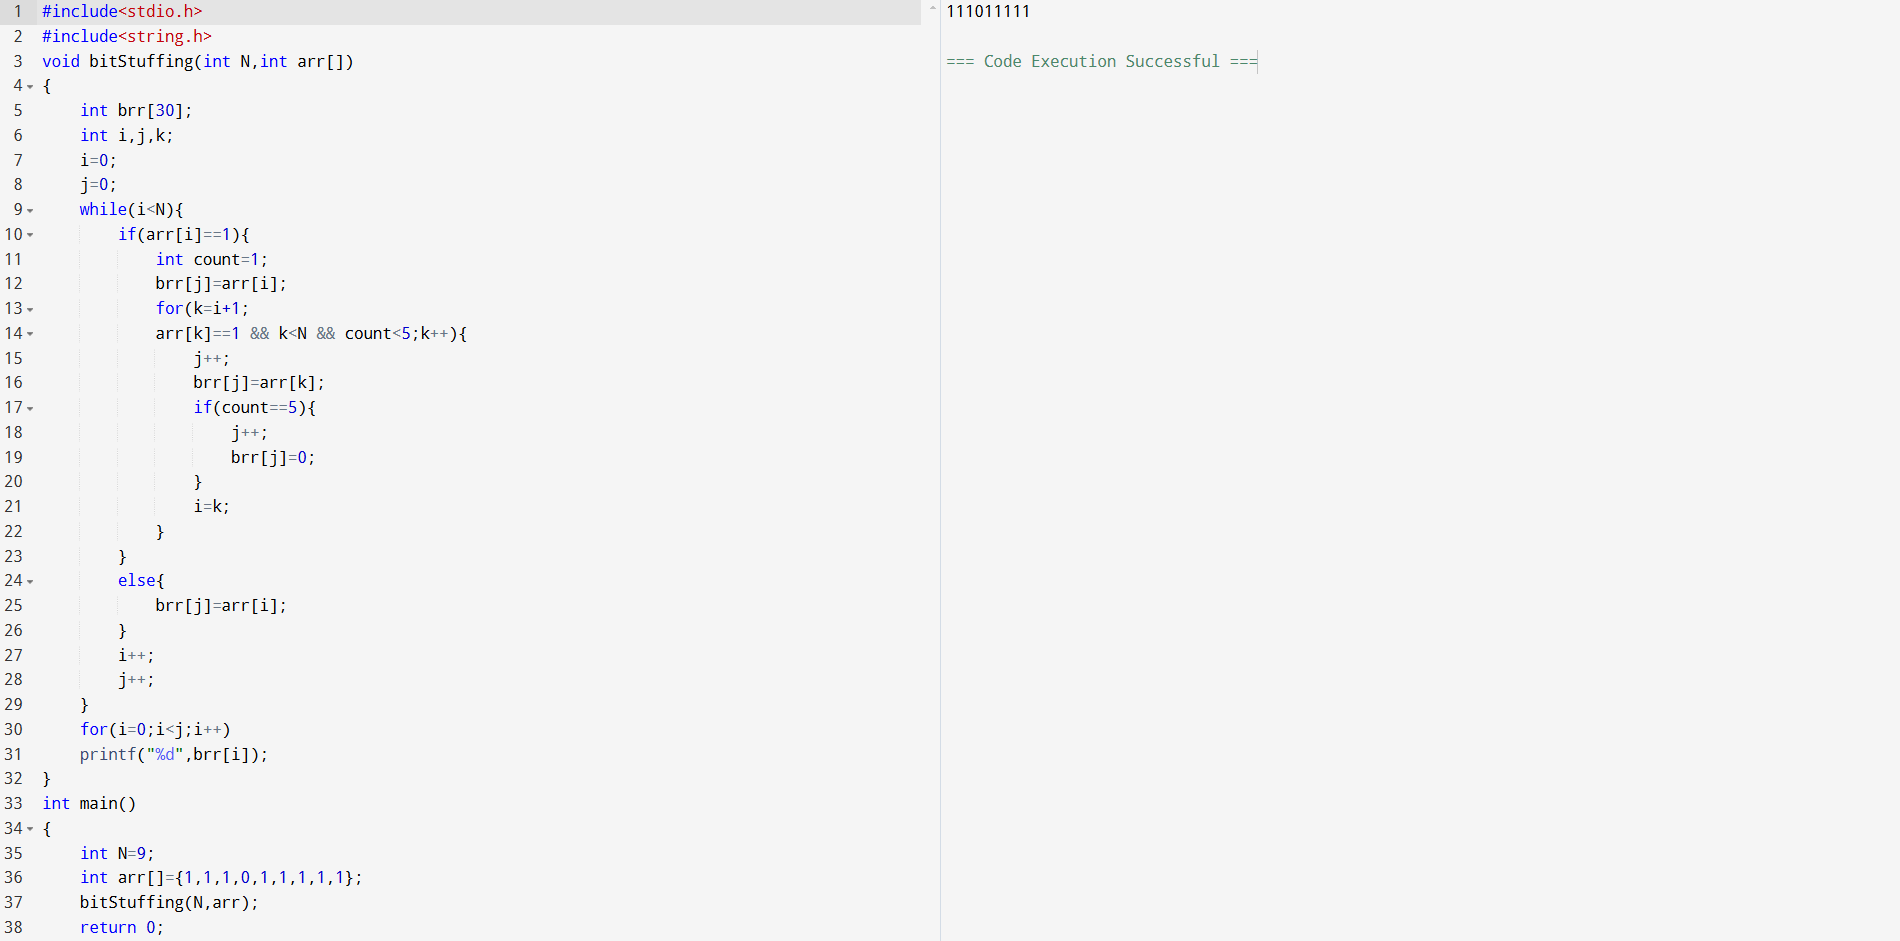 1 #include<stdio.h>
2 #include<string.h>
3 void bitStuffing(int N,int arr[])
4 {
5     int brr[30];
6     int i,j,k;
7     i=0;
8     j=0;
9     while(i<N){
10         if(arr[i]==1){
11             int count=1;
12             brr[j]=arr[i];
13             for(k=i+1;
14             arr[k]==1 && k<N && count<5;k++){
15                 j++;
16                 brr[j]=arr[k];
17                 if(count==5){
18                     j++;
19                     brr[j]=0;
20                 }
21                 i=k;
22             }
23         }
24         else{
25             brr[j]=arr[i];
26         }
27         i++;
28         j++;
29     }
30     for(i=0;i<j;i++)
31     printf("%d",brr[i]);
32 }
33 int main()
34 {
35     int N=9;
36     int arr[]={1,1,1,0,1,1,1,1,1};
37     bitStuffing(N,arr);
38     return 0;
111011111
=== Code Execution Successful ===